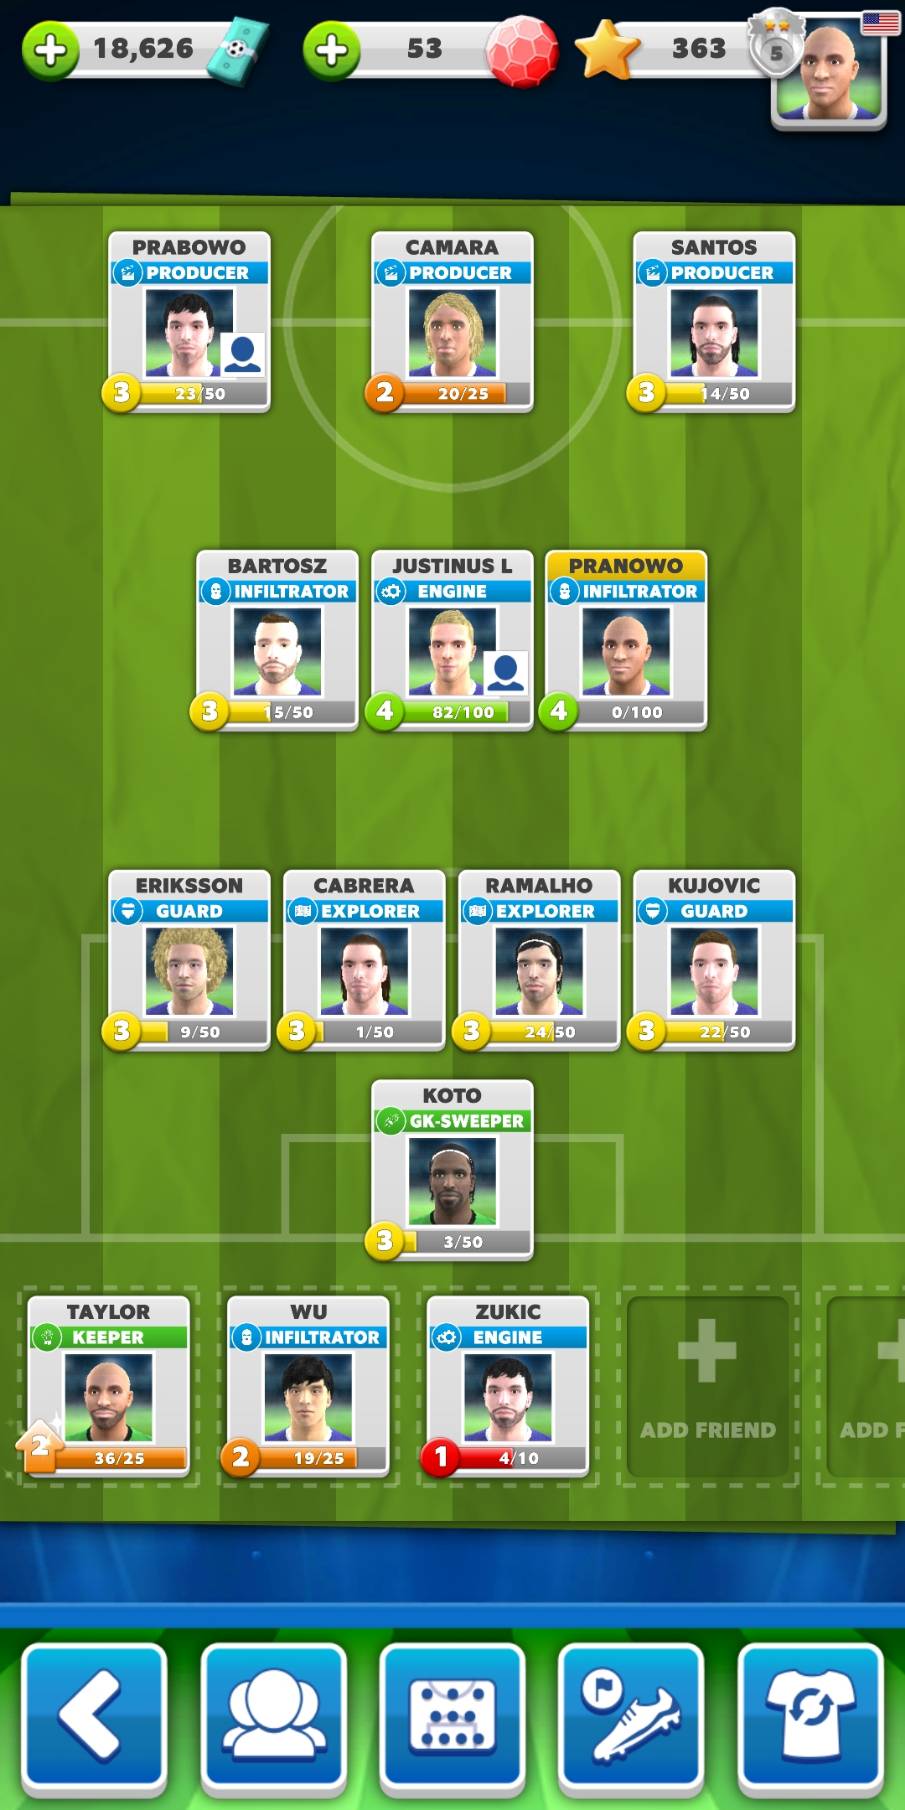 18,626
53
363
5
PRABOWO
PRODUCER
3
23/50
CAMARA
PRODUCER
2
20/25
SANTOS
PRODUCER
3
14/50
BARTOSZ
INFILTRATOR
3
15/50
JUSTINUS L
ENGINE
4
82/100
PRANOWO
INFILTRATOR
4
0/100
ERIKSSON
GUARD
3
9/50
CABRERA
EXPLORER
3
1/50
RAMALHO
EXPLORER
3
24/50
KUJOVIC
GUARD
3
22/50
KOTO
GK-SWEEPER
3
3/50
TAYLOR
KEEPER
2
36/25
WU
INFILTRATOR
2
19/25
ZUKIC
ENGINE
1
4/10
ADD FRIEND
ADD F